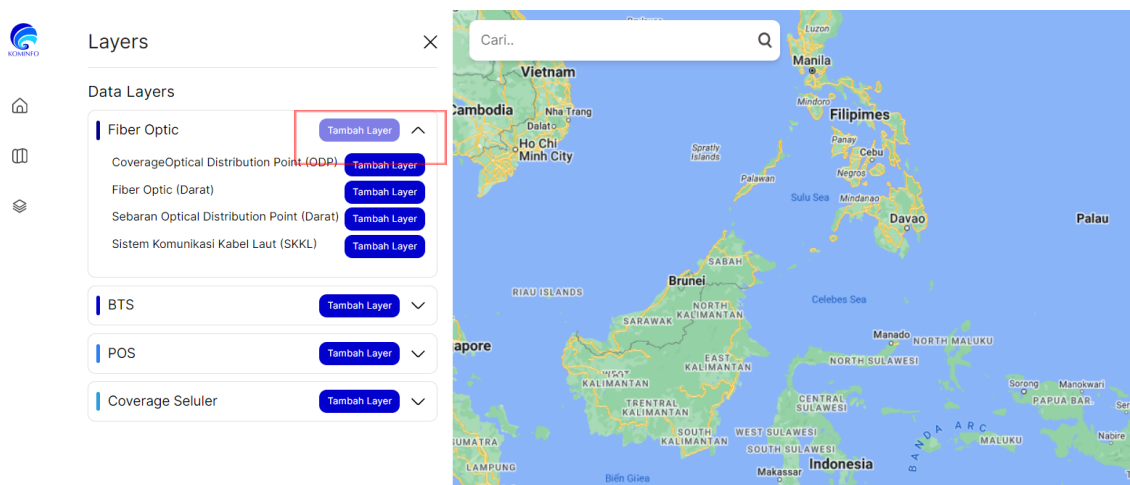 KOMINFO
Layers
Data Layers
Fiber Optic
Tambah Layer
CoverageOptical Distribution Point (ODP)
Tambah Layer
Fiber Optic (Darat)
Tambah Layer
Sebaran Optical Distribution Point (Darat)
Tambah Layer
Sistem Komunikasi Kabel Laut (SKKL)
Tambah Layer
BTS
Tambah Layer
POS
Tambah Layer
Coverage Seluler
Tambah Layer
Cari..
Luzon
Manila
Vietnam
Mindoro
Cambodia
Nha Trang
Filipimes
Dalat
Panay
Ho Chi
Minh City
Spratly
Islands
Cebu
Negros
Palawan
Sulu Sea
Mindanao
Davao
Palau
SABAH
Brunei
RIAU ISLANDS
Celebes Sea
NORTH
KALIMANTAN
SARAWAK
apore
Manado
NORTH MALUKU
EAST
KALIMANTAN
NORTH SULAWESI
WEST
KALIMANTAN
Sorong
Manokwari
CENTRAL
SULAWESI
PAPUA BAR.
TRENTRAL
KALIMANTAN
Ser
SOUTH
KALIMANTAN
WEST SULAWESI
BANDA ARC
MALUKU
Nabire
UMATRA
SOUTH SULAWESI
LAMPUNG
Makassar
Indonesia